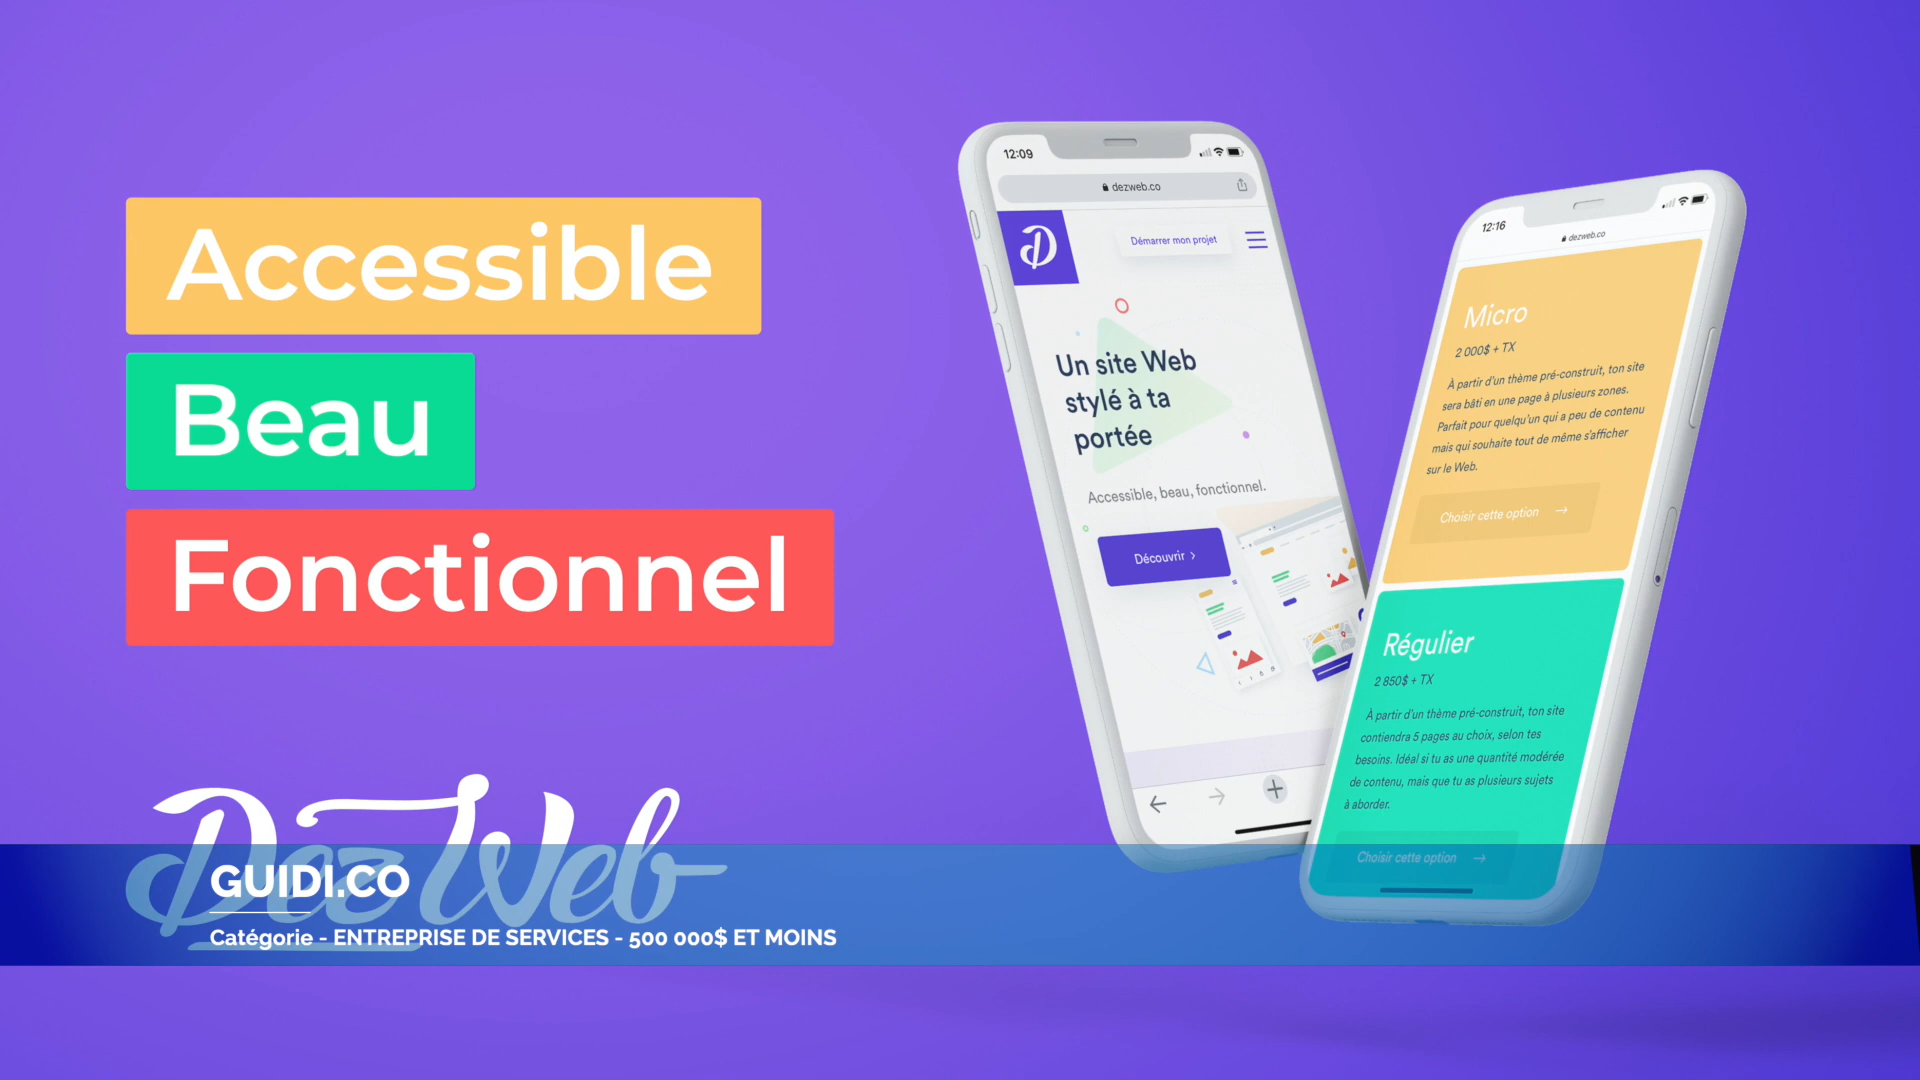 Accessible
Beau
Fonctionnel
DezWeb
GUIDI.CO
Catégorie - ENTREPRISE DE SERVICES - 500 000$ ET MOINS
12:09
dezweb.co
D
Démarrer mon projet
Un site Web
stylé à ta
portée
Accessible, beau, fonctionnel.
Découvrir >
12:16
dezweb.co
Micro
2 000$ + TX
À partir d'un thème pré-construit, ton site
sera bâti en une page à plusieurs zones.
Parfait pour quelqu'un qui a peu de contenu
mais qui souhaite tout de même s'afficher
sur le Web.
Choisir cette option →
Régulier
2 850$ + TX
À partir d'un thème pré-construit, ton site
contiendra 5 pages au choix, selon tes
besoins. Idéal si tu as une quantité modérée
de contenu, mais que tu as plusieurs sujets
à aborder.
Choisir cette option →